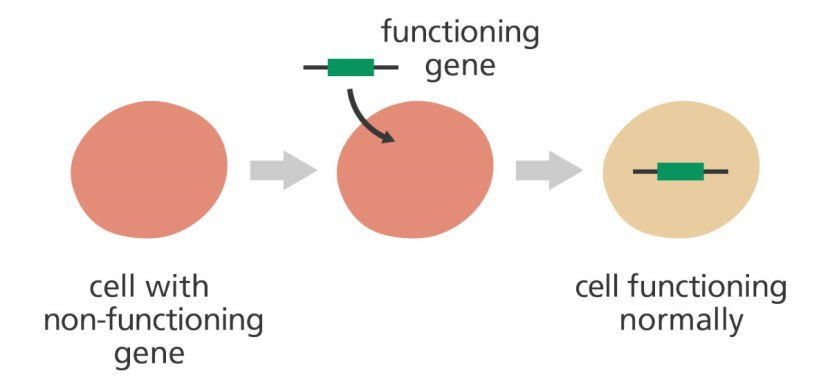 functioning
gene
cell with
non-functioning
gene
cell functioning
normally